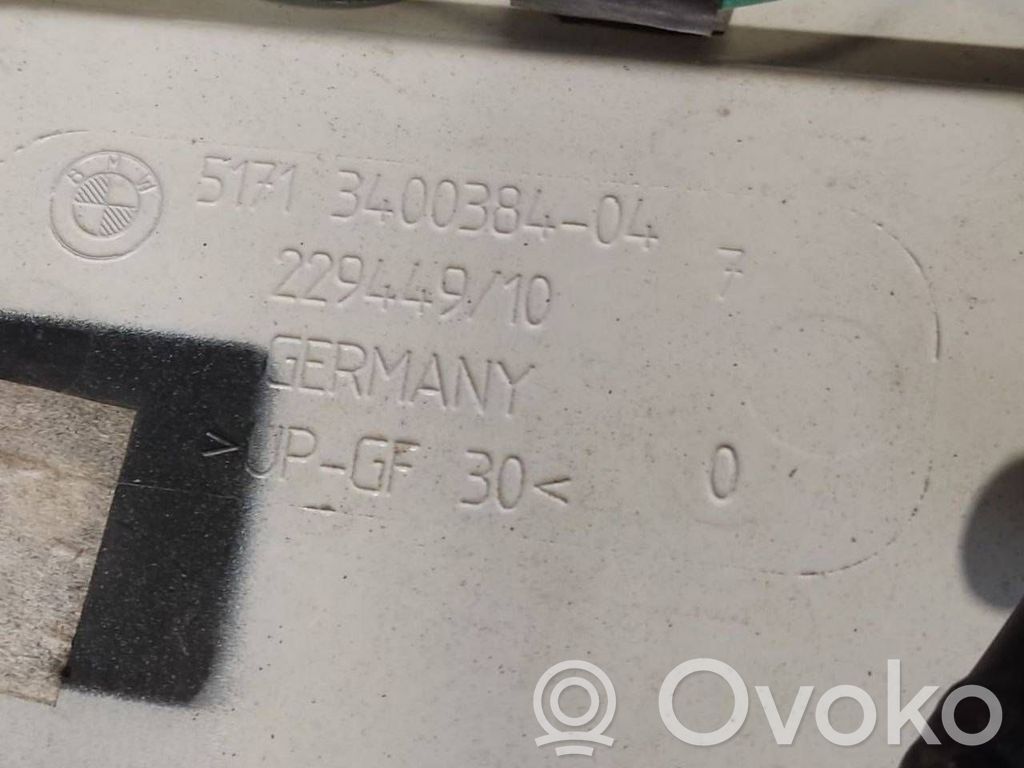 BMW
5171 3400384-04
7
229449/10
GERMANY
>UP-GF 30<
0
Ovoko